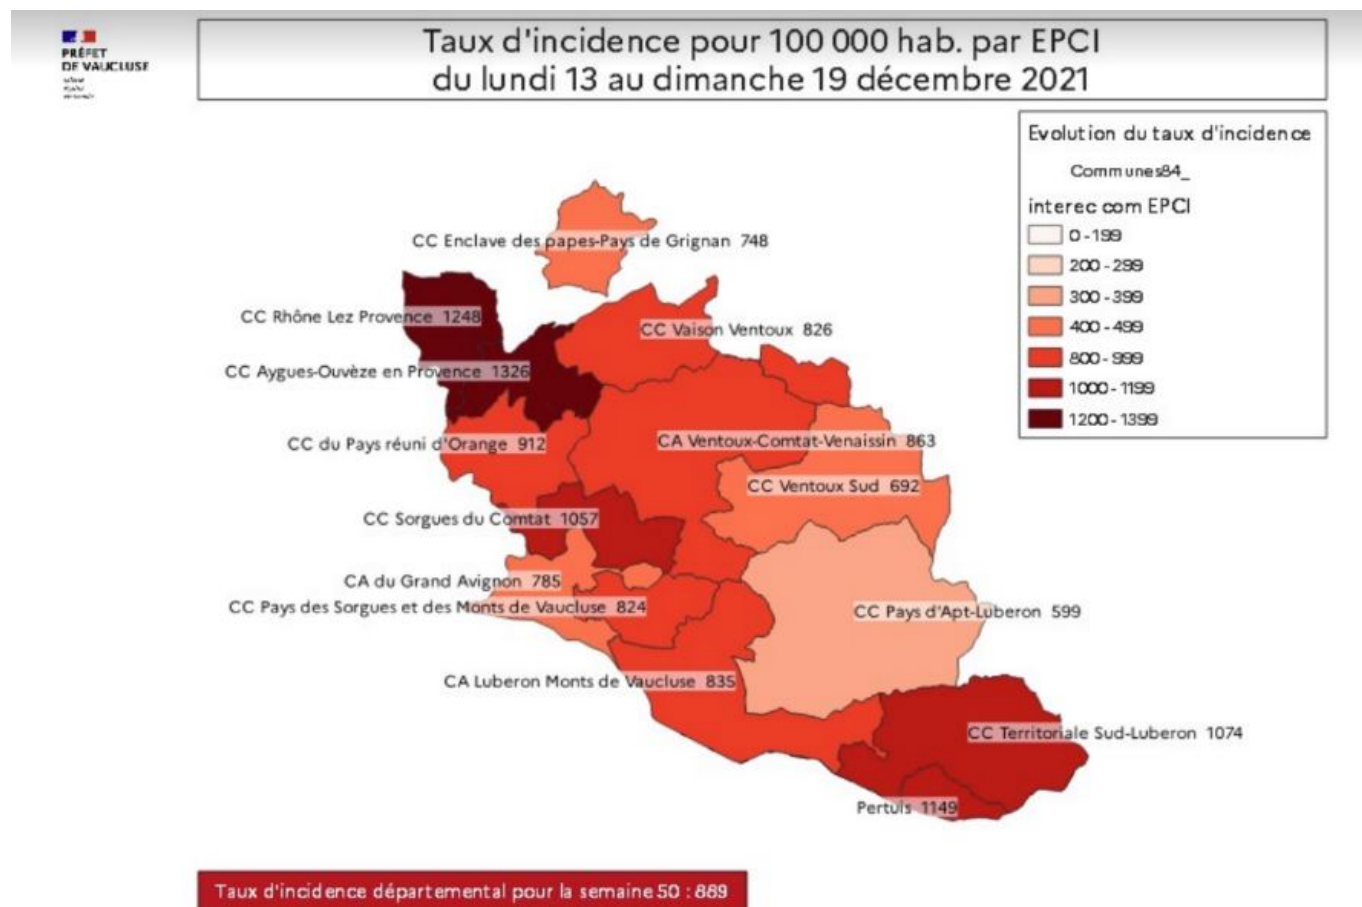 PRÉFET
DE VAUCLUSE
Taux d'incidence pour 100 000 hab. par EPCI
du lundi 13 au dimanche 19 décembre 2021
Evolution du taux d'incidence
Communes84_
interec com EPCI
0 - 199
200 - 299
300 - 399
400 - 499
800 - 999
1000 - 1199
1200 - 1399
CC Enclave des papes-Pays de Grignan 748
CC Rhône Lez Provence 1248
CC Vaison Ventoux 826
CC Aygues-Ouvèze en Provence 1326
CC du Pays réuni d'Orange 912
CA Ventoux-Comtat-Venaissin 863
CC Ventoux Sud 692
CC Sorgues du Comtat 1057
CA du Grand Avignon 785
CC Pays des Sorgues et des Monts de Vaucluse 824
CC Pays d'Apt-Luberon 599
CA Luberon Monts de Vaucluse 835
CC Territoriale Sud-Luberon 1074
Pertuis 1149
Taux d'incidence départemental pour la semaine 50 : 889